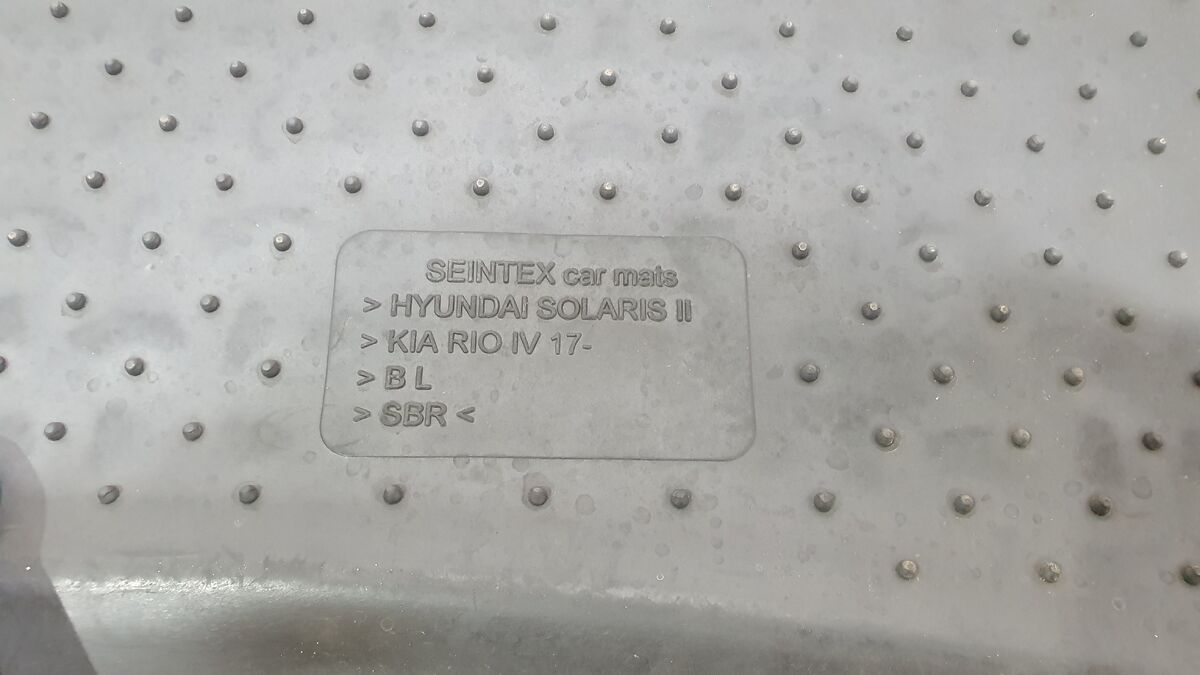 SEINTEX car mats
> HYUNDAI SOLARIS II
> KIA RIO IV 17-
> B L
> SBR <